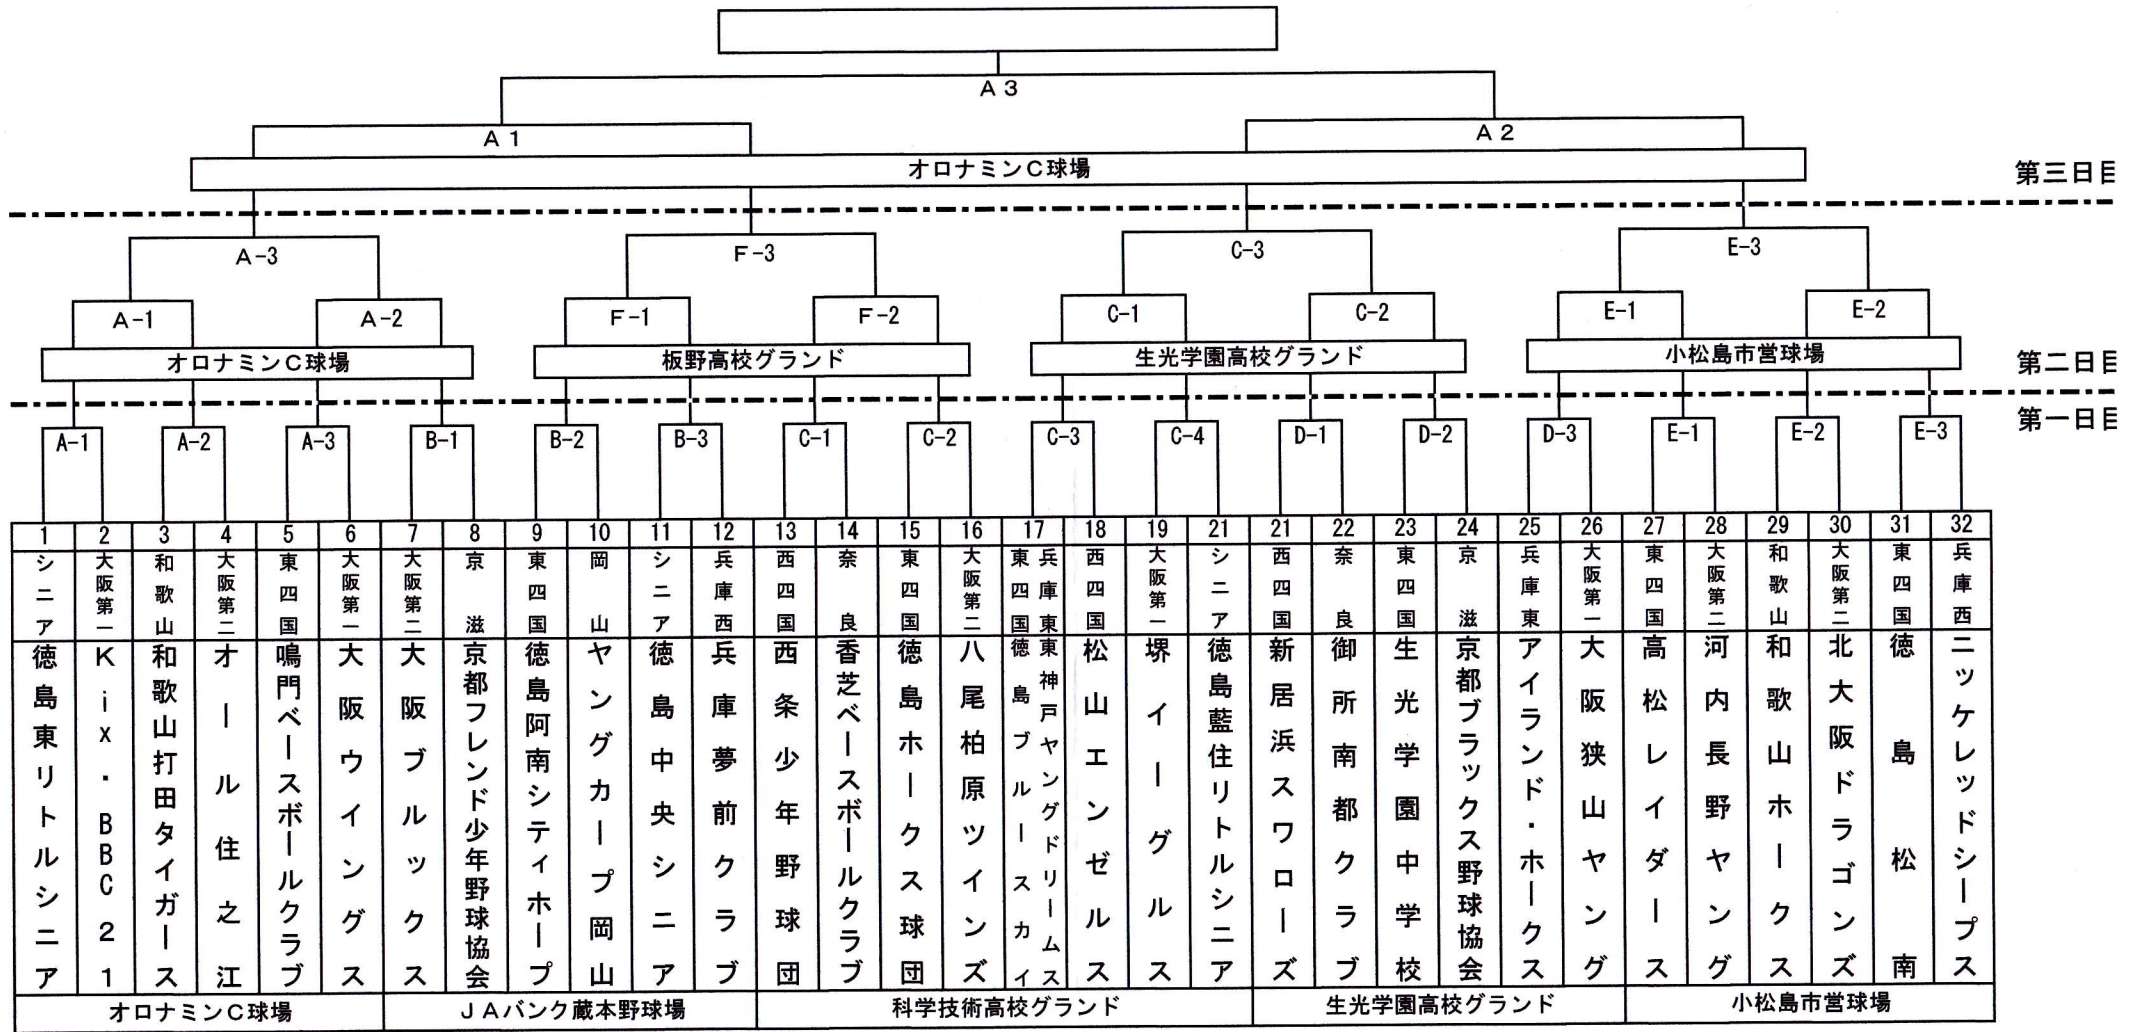 A3
A1
A2
オロナミンC球場
第三日目
A-3
F-3
C-3
E-3
A-1
A-2
F-1
F-2
C-1
C-2
E-1
E-2
オロナミンC球場
板野高校グランド
生光学園高校グランド
小松島市営球場
第二日目
第一日目
A-1
A-2
A-3
B-1
B-2
B-3
C-1
C-2
C-3
C-4
D-1
D-2
D-3
E-1
E-2
E-3
1 シニア 徳島東リトルシニア
2 大阪第一 Kix・BBC21
3 和歌山 和歌山打田タイガース
4 大阪第二 オール住之江
5 東四国 鳴門ベースボールクラブ
6 大阪第一 大阪ウイングス
7 大阪第二 大阪ブルックス
8 京滋 京都フレンド少年野球協会
9 東四国 徳島阿南シティホープ
10 岡山 ヤングカープ岡山
11 シニア 徳島中央シニア
12 兵庫西 兵庫夢前クラブ
13 西四国 西条少年野球団
14 奈良 香芝ベースボールクラブ
15 東四国 徳島ホークス球団
16 大阪第二 八尾柏原ツインズ
17 兵庫東 東神戸ヤングドリームス
東四国 徳島ブルースカイ
18 西四国 松山エンゼルス
19 大阪第一 堺イーグルス
21 シニア 徳島藍住リトルシニア
21 西四国 新居浜スワローズ
22 奈良 御所南都クラブ
23 東四国 生光学園中学校
24 京滋 京都ブラックス野球協会
25 兵庫東 アイランド・ホークス
26 大阪第一 大阪狭山ヤング
27 東四国 高松レイダース
28 大阪第二 河内長野ヤング
29 和歌山 和歌山ホークス
30 大阪第二 北大阪ドラゴンズ
31 東四国 徳島松南
32 兵庫西 ニッケレッドシープス
オロナミンC球場
JAバンク蔵本野球場
科学技術高校グランド
生光学園高校グランド
小松島市営球場